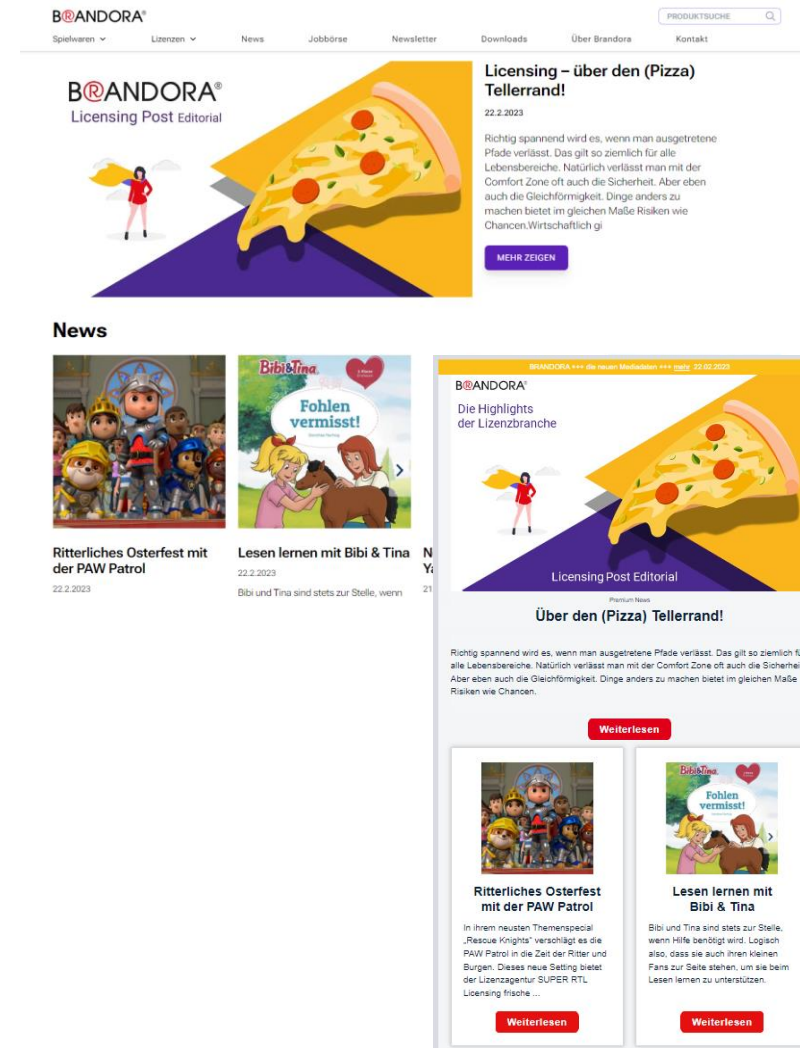 BRANDORA®
PRODUKTSUCHE
Spielwaren Lizenzen News Jobbörse Newsletter Downloads Über Brandora Kontakt
BRANDORA®
Licensing Post Editorial
Licensing – über den (Pizza)
Tellerrand!
22.2.2023
Richtig spannend wird es, wenn man ausgetretene
Pfade verlässt. Das gilt so ziemlich für alle
Lebensbereiche. Natürlich verlässt man mit der
Comfort Zone oft auch die Sicherheit. Aber eben
auch die Gleichförmigkeit. Dinge anders zu
machen bietet im gleichen Maße Risiken wie
Chancen.Wirtschaftlich gi
MEHR ZEIGEN
News
Bibi&Tina
Fohlen
vermisst!
Ritterliches Osterfest mit
der PAW Patrol
22.2.2023
Lesen lernen mit Bibi & Tina
22.2.2023
Bibi und Tina sind stets zur Stelle, wenn
N
Ya
21
BRANDORA +++ die neuen Mediadaten +++ mehr 22.02.2023
BRANDORA®
Die Highlights
der Lizenzbranche
Licensing Post Editorial
Premium News
Über den (Pizza) Tellerrand!
Richtig spannend wird es, wenn man ausgetretene Pfade verlässt. Das gilt so ziemlich fü
alle Lebensbereiche. Natürlich verlässt man mit der Comfort Zone oft auch die Sicherhei
Aber eben auch die Gleichförmigkeit. Dinge anders zu machen bietet im gleichen Maße
Risiken wie Chancen.
Weiterlesen
Ritterliches Osterfest
mit der PAW Patrol
In ihrem neusten Themenspecial
„Rescue Knights" verschlägt es die
PAW Patrol in die Zeit der Ritter und
Burgen. Dieses neue Setting bietet
der Lizenzagentur SUPER RTL
Licensing frische ...
Weiterlesen
Bibi&Tina
Fohlen
vermisst!
Lesen lernen mit
Bibi & Tina
Bibi und Tina sind stets zur Stelle,
wenn Hilfe benötigt wird. Logisch
also, dass sie auch ihren kleinen
Fans zur Seite stehen, um sie beim
Lesen lernen zu unterstützen.
Weiterlesen